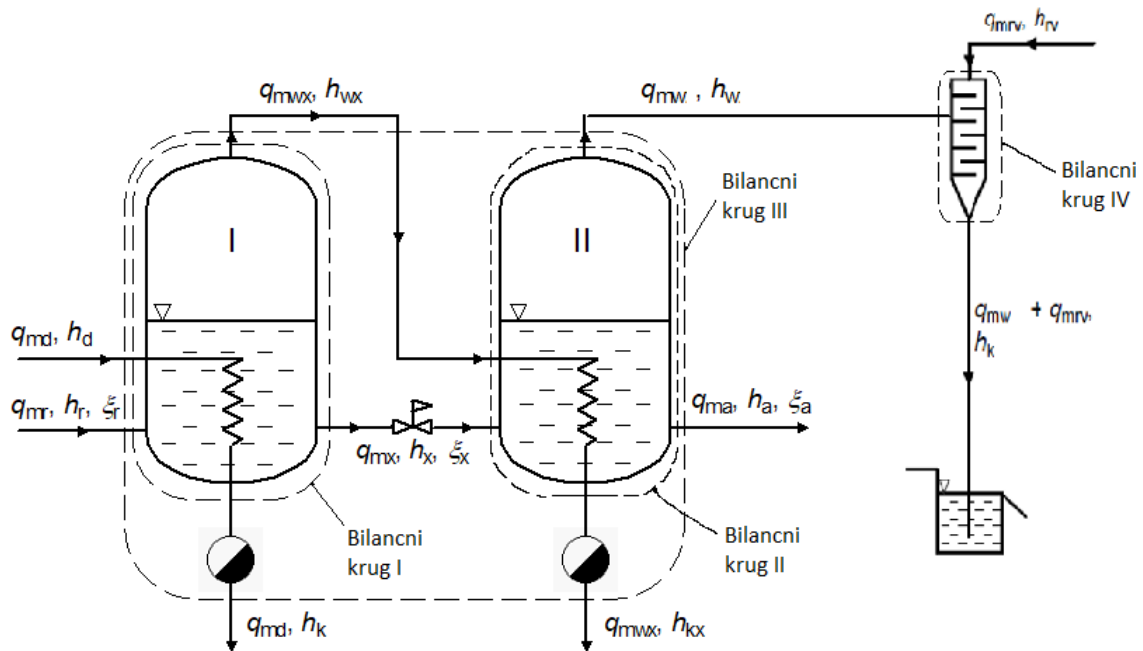 qmrv, hrv
qmwx, hwx
qmw. , hw.
Bilancni
krug III
Bilancni
krug IV
I
II
qmd, hd
qmr, hr, ξr
qmx, hx, ξx
qma, ha, ξa
qmw + qmrv,
hk
Bilancni
krug I
Bilancni
krug II
qmd, hk
qmwx, hkx